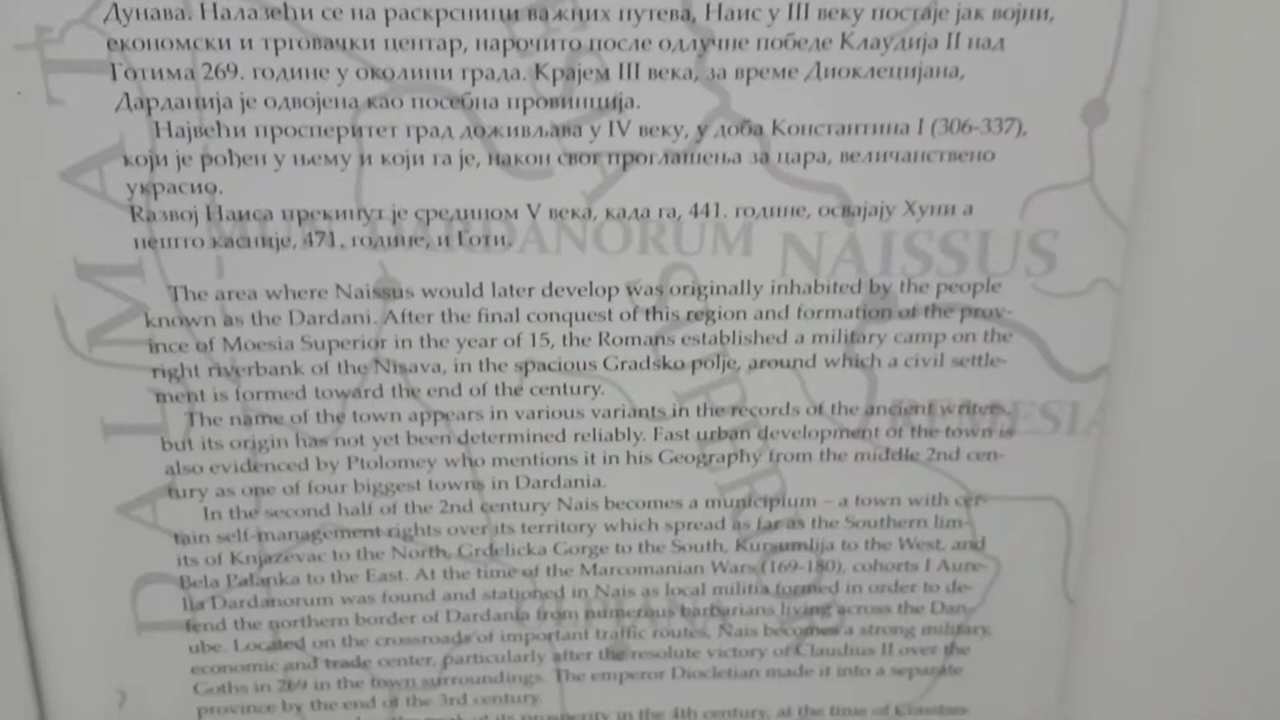 Дунава. Налазећи се на раскрсници важних путева, Наис у III веку постаје јак војни,
економски и трговачки центар, нарочито после одлучне победе Клаудија II над
Готима 269. године у околини града. Крајем III века, за време Диоклецијана,
Дарданија је одвојена као посебна провинција.
Највећи просперитет град доживљава у IV веку, у доба Константина I (306-337),
који је рођен у њему и који га је, након свог проглашења за цара, величанствено
украсио.
Rазвој Наиса прекинут је средином V века, када га, 441. године, освајају Хуни а
нешто касније, 471. године, и Готи.
DARDANORUM
NAISSUS
The area where Naissus would later develop was originally inhabited by the people
known as the Dardani. After the final conquest of this region and formation of the prov-
ince of Moesia Superior in the year of 15, the Romans established a military camp on the
right riverbank of the Nisava, in the spacious Gradsko polje, around which a civil settle-
ment is formed toward the end of the century.
The name of the town appears in various variants in the records of the ancient writers,
but its origin has not yet been determined reliably. Fast urban development of the town is
also evidenced by Ptolomey who mentions it in his Geography from the middle 2nd cen-
tury as one of four biggest towns in Dardania.
In the second half of the 2nd century Nais becomes a municipium – a town with cer-
tain self-management rights over its territory which spread as far as the Southern lim-
its of Knjazevac to the North, Grdelicka Gorge to the South, Kursumlija to the West, and
Bela Palanka to the East. At the time of the Marcomanian Wars (169-180), cohorts I Aure-
lia Dardanorum was found and stationed in Nais as local militia formed in order to de-
fend the northern border of Dardania from numerous barbarians living across the Dan-
ube. Located on the crossroads of important traffic routes, Nais becomes a strong military,
economic and trade center, particularly after the resolute victory of Claudius II over the
Goths in 269 in the town surroundings. The emperor Diocletian made it into a separate
province by the end of the 3rd century.
of its prosperity in the 4th century, at the time of Constan-
REMESIA
DALMAT
SUPERIOR